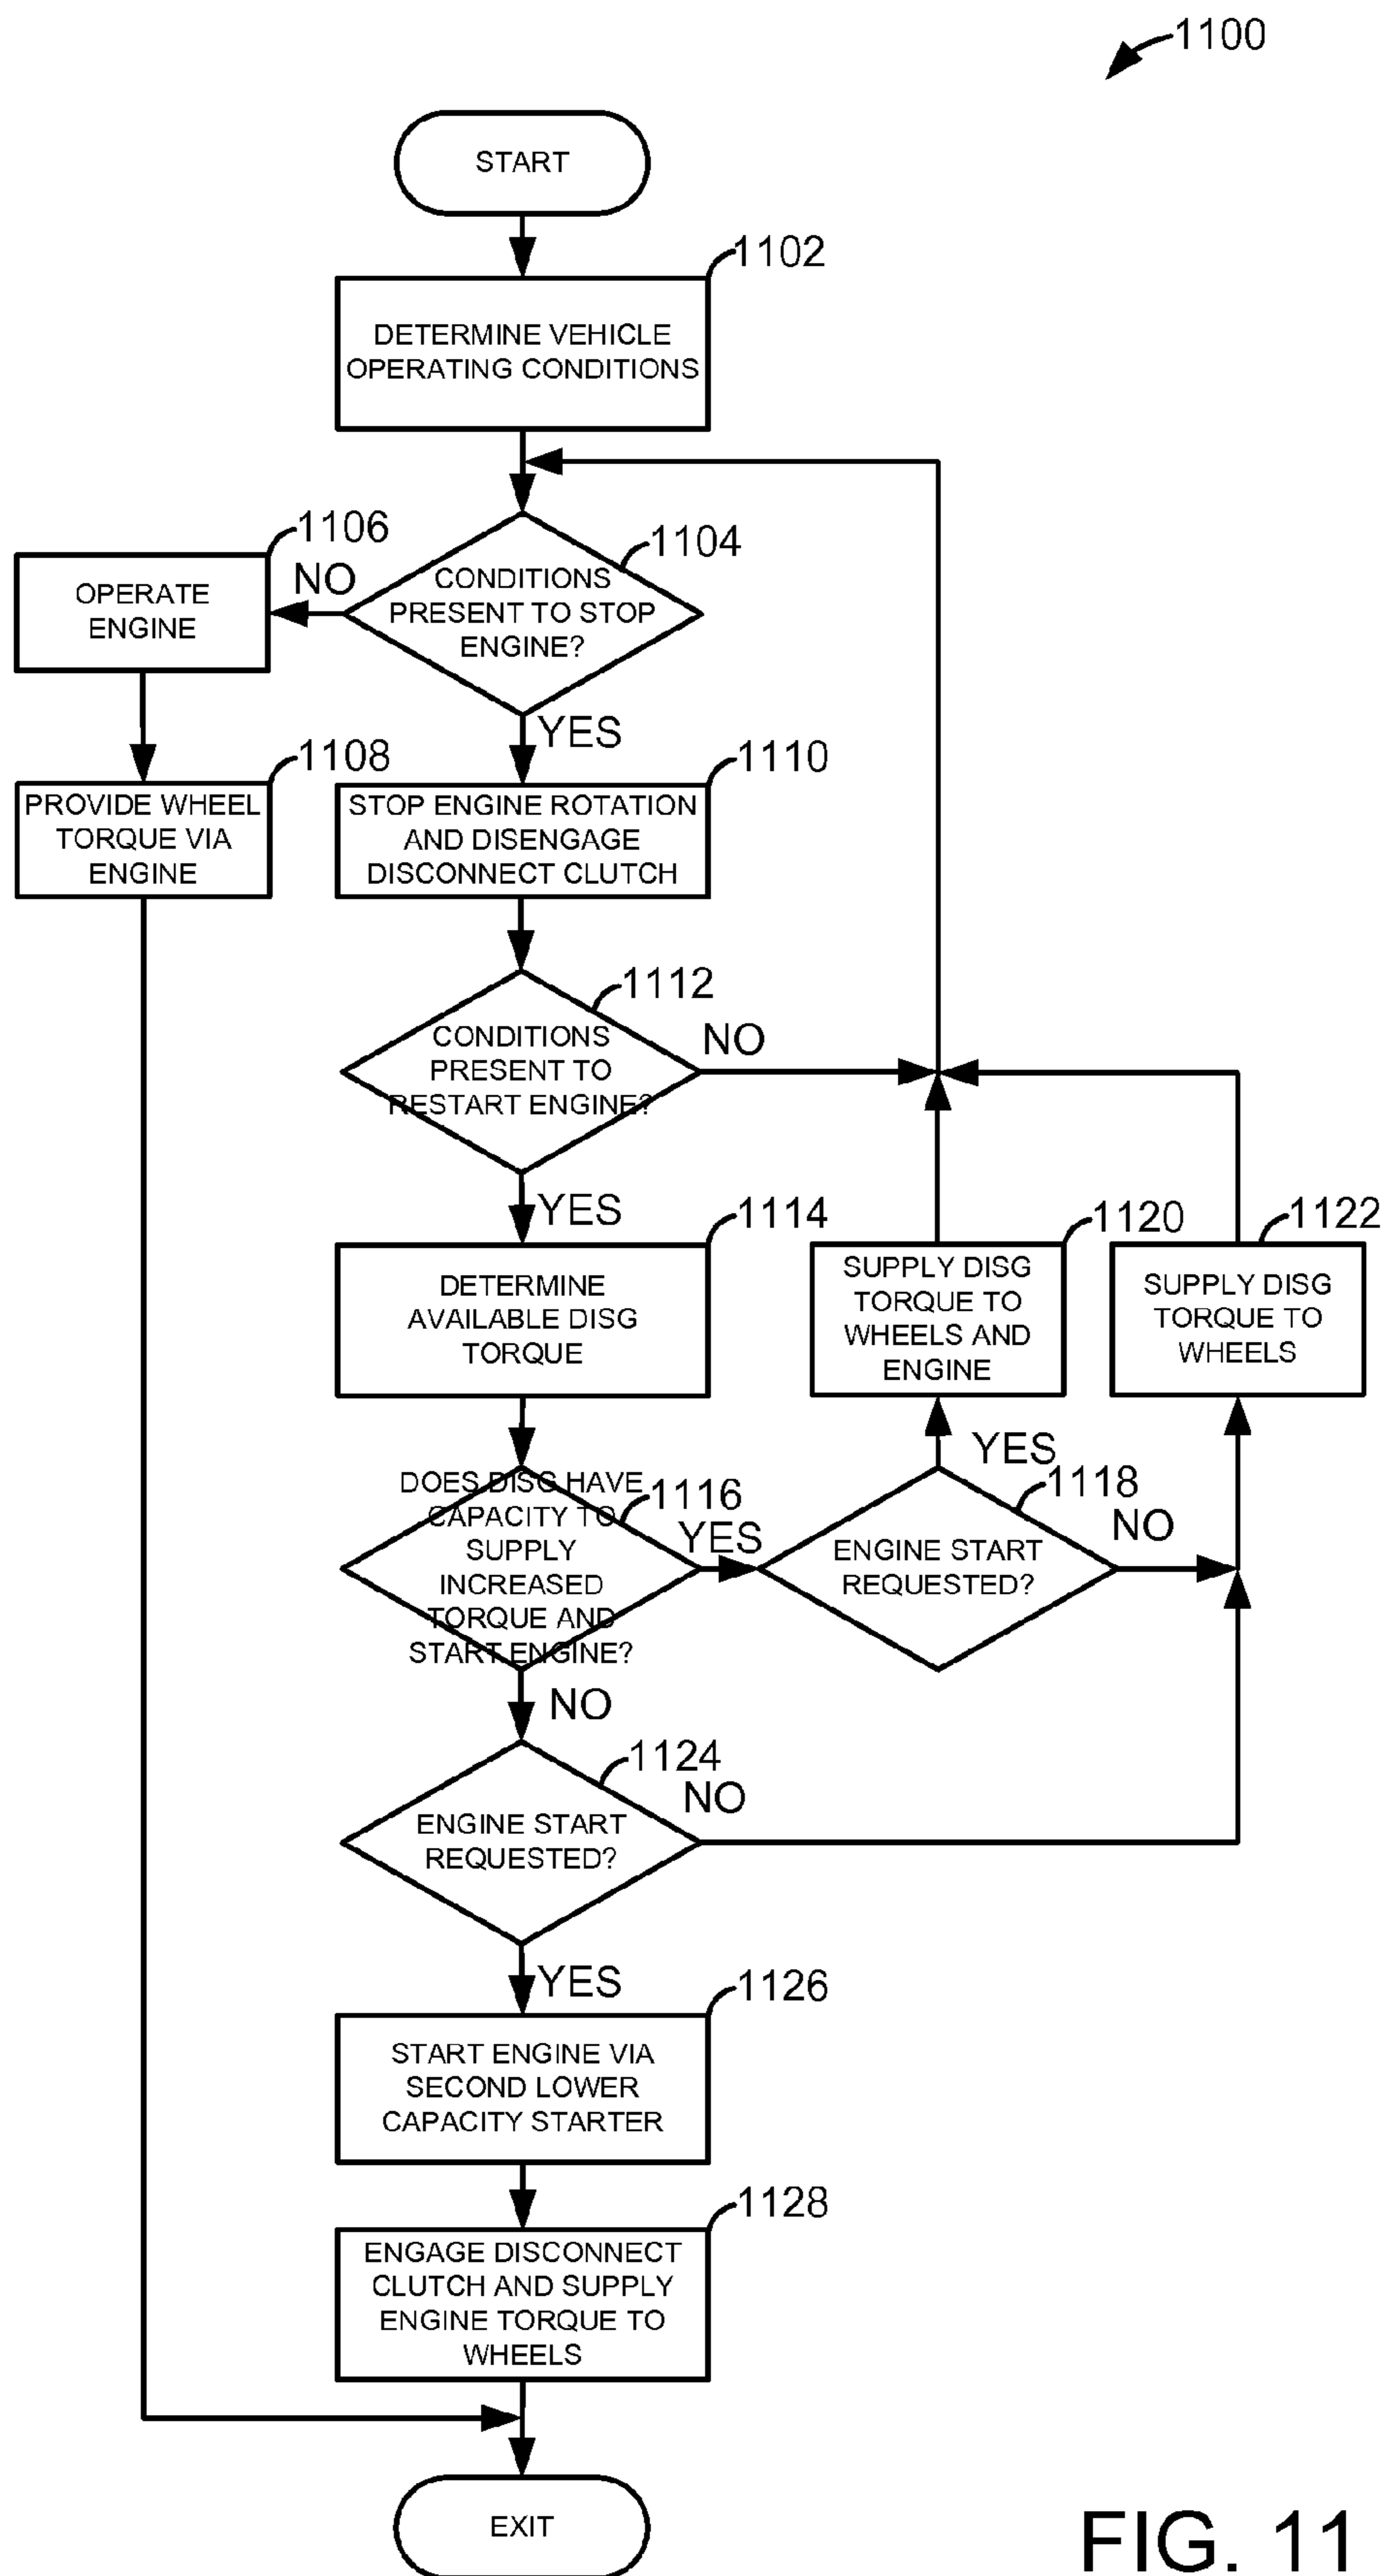 1100
START
1102
DETERMINE VEHICLE
OPERATING CONDITIONS
1104
CONDITIONS
PRESENT TO STOP
ENGINE?
NO
1106
OPERATE
ENGINE
1108
PROVIDE WHEEL
TORQUE VIA
ENGINE
YES
1110
STOP ENGINE ROTATION
AND DISENGAGE
DISCONNECT CLUTCH
1112
CONDITIONS
PRESENT TO
RESTART ENGINE?
NO
YES
1114
DETERMINE
AVAILABLE DISG
TORQUE
1120
SUPPLY DISG
TORQUE TO
WHEELS AND
ENGINE
1122
SUPPLY DISG
TORQUE TO
WHEELS
1116
DOES DISG HAVE
CAPACITY TO
SUPPLY
INCREASED
TORQUE AND
START ENGINE?
YES
YES
1118
ENGINE START
REQUESTED?
NO
NO
1124
ENGINE START
REQUESTED?
NO
YES
1126
START ENGINE VIA
SECOND LOWER
CAPACITY STARTER
1128
ENGAGE DISCONNECT
CLUTCH AND SUPPLY
ENGINE TORQUE TO
WHEELS
EXIT
FIG. 11